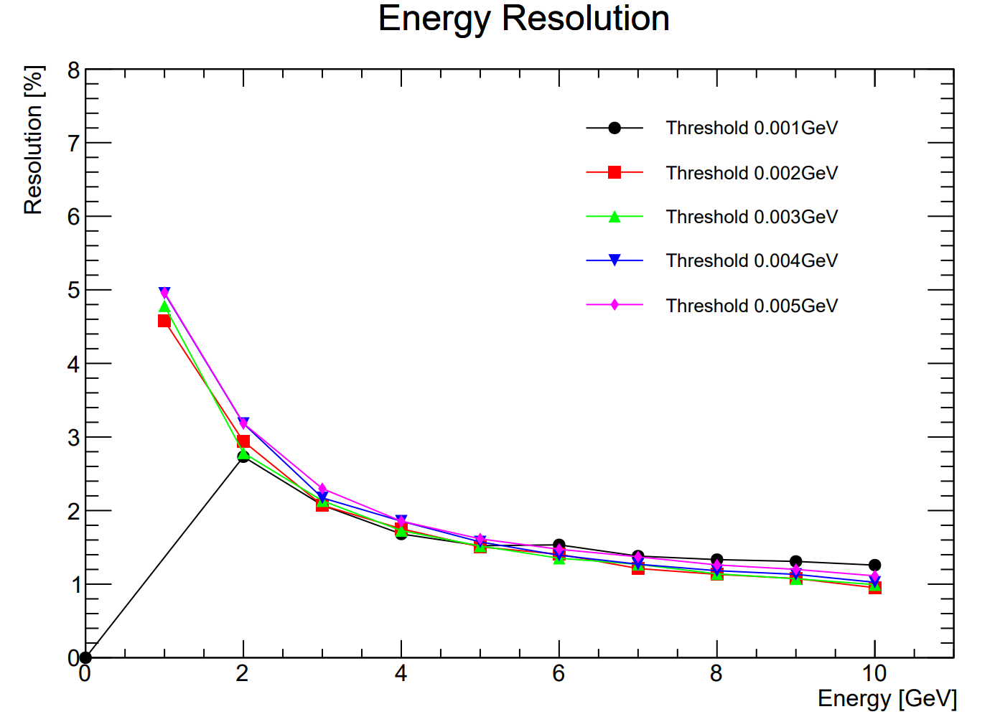 Energy Resolution
Resolution [%]
8
7
6
5
4
3
2
1
0
Threshold 0.001GeV
Threshold 0.002GeV
Threshold 0.003GeV
Threshold 0.004GeV
Threshold 0.005GeV
0 2 4 6 8 10
Energy [GeV]